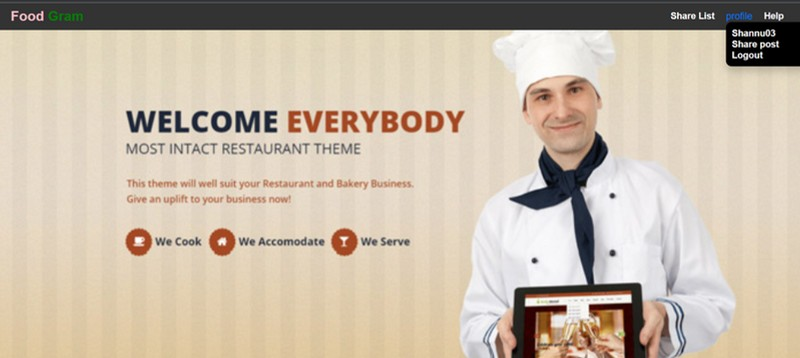 Food Gram
Share List profile Help
Shannu03
Share post
Logout
WELCOME EVERYBODY
MOST INTACT RESTAURANT THEME
This theme will well suit your Restaurant and Bakery Business.
Give an uplift to your business now!
We Cook We Accomodate We Serve